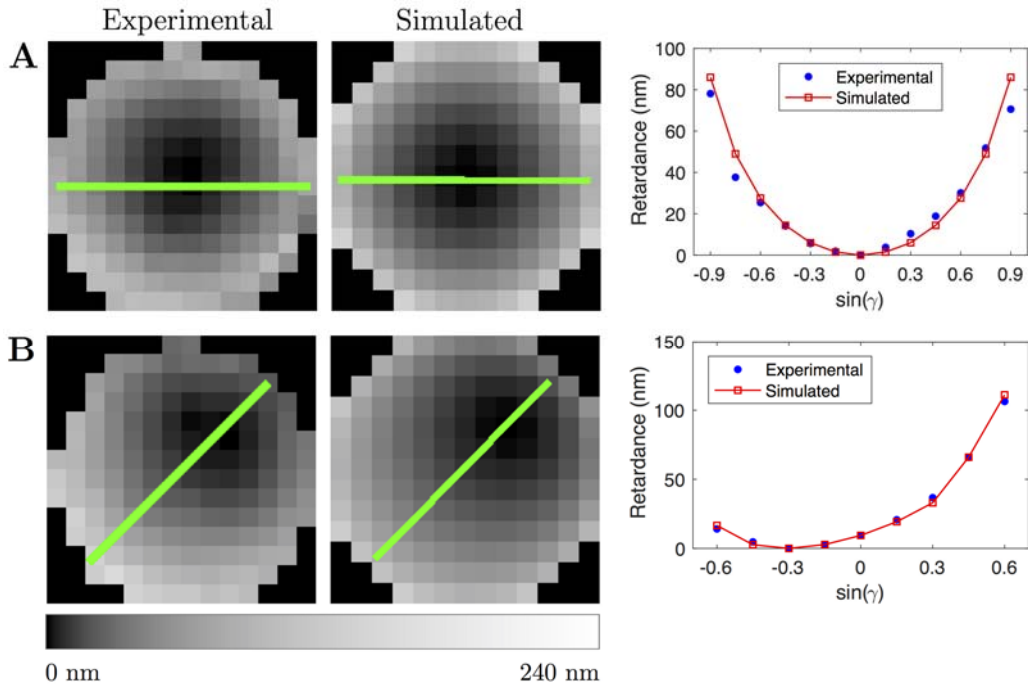 Experimental
Simulated
A
Experimental
Simulated
Retardance (nm)
100
80
60
40
20
0
-0.9 -0.6 -0.3 0 0.3 0.6 0.9
sin(γ)
B
Experimental
Simulated
Retardance (nm)
150
100
50
0
-0.6 -0.3 0 0.3 0.6
sin(γ)
0 nm
240 nm